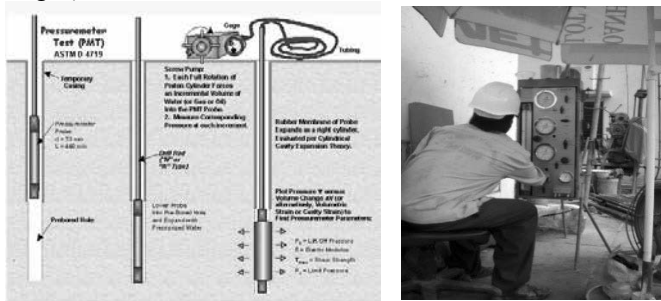 Pressuremeter
Test (PMT)
ASTM D 4719
Gage
Tubing
Temporary
Casing
Screw Pump:
1. Each Full Rotation of
Piston Cylinder Forces
an Incremental Volume of
Water (or Gas or Oil)
Into the PMT Probe.
2. Measure Corresponding
Pressure at each increment.
Pressuremeter
Probe
d = 73 mm
Drill Rod
("N" or
Type)
Rubber Membrane of Probe
Expands as a right cylinder.
Evaluated per Cylindrical
Cavity Expansion Theory.
Prebored Hole
Lower Probe
Into Pre-Bored Hole
and Expand with
Pressurized Water
Plot Pressure Ψ versus
Volume Change ΔV (or
alternatively, Volumetric
Strain or Cavity Strain) to
Find Pressuremeter Parameters:
= Lift Off Pressure
E = Elastic Modulus
= Shear Strength
= Limit Pressure